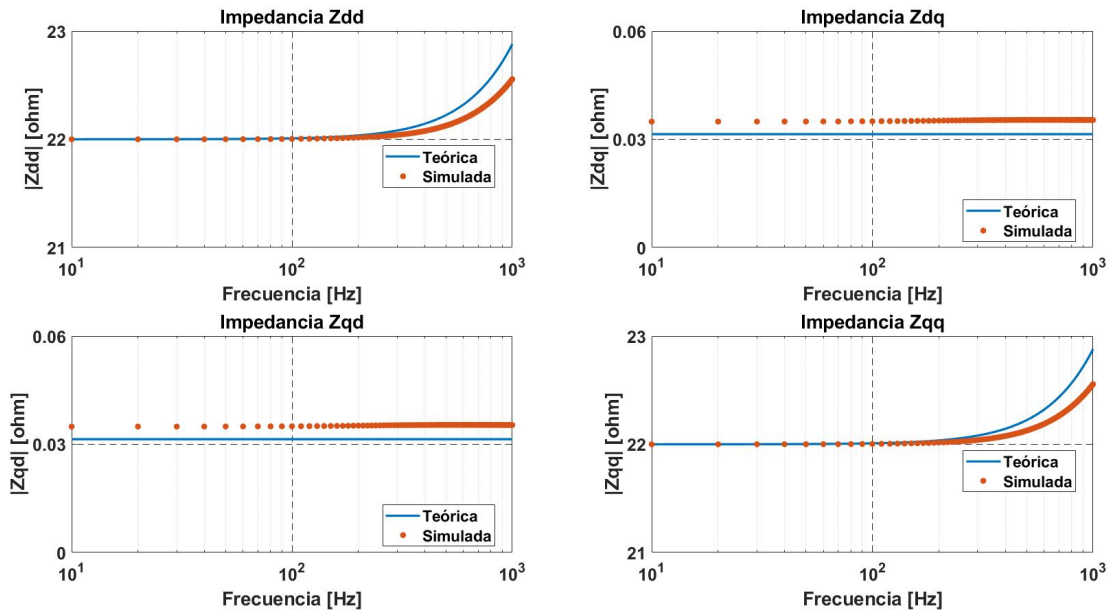 Impedancia Zdd
23
22
21
|Zdd| [ohm]
Teórica
Simulada
10^1
10^2
10^3
Frecuencia [Hz]
Impedancia Zdq
0.06
0.03
0
|Zdq| [ohm]
Teórica
Simulada
10^1
10^2
10^3
Frecuencia [Hz]
Impedancia Zqd
0.06
0.03
0
|Zqd| [ohm]
Teórica
Simulada
10^1
10^2
10^3
Frecuencia [Hz]
Impedancia Zqq
23
22
21
|Zqq| [ohm]
Teórica
Simulada
10^1
10^2
10^3
Frecuencia [Hz]